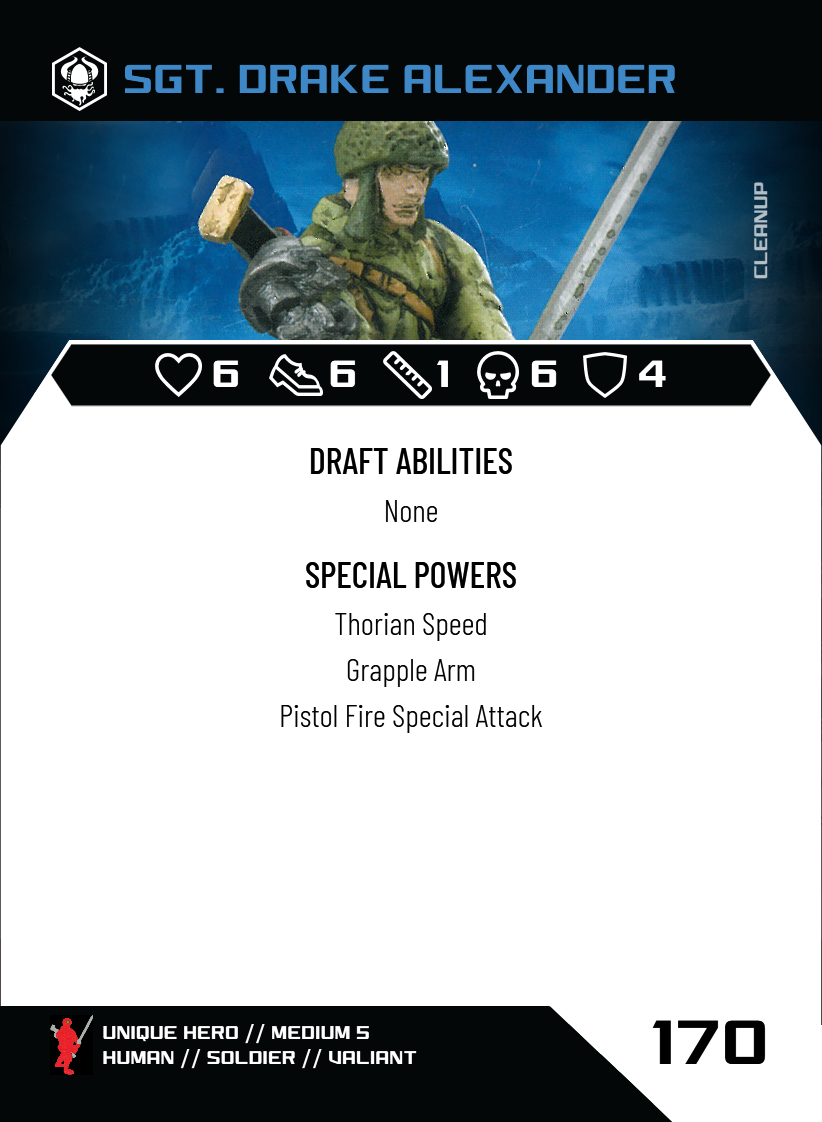 SGT. DRAKE ALEXANDER
CLEANUP
6 6 1 6 4
DRAFT ABILITIES
None
SPECIAL POWERS
Thorian Speed
Grapple Arm
Pistol Fire Special Attack
UNIQUE HERO // MEDIUM 5
HUMAN // SOLDIER // VALIANT
170